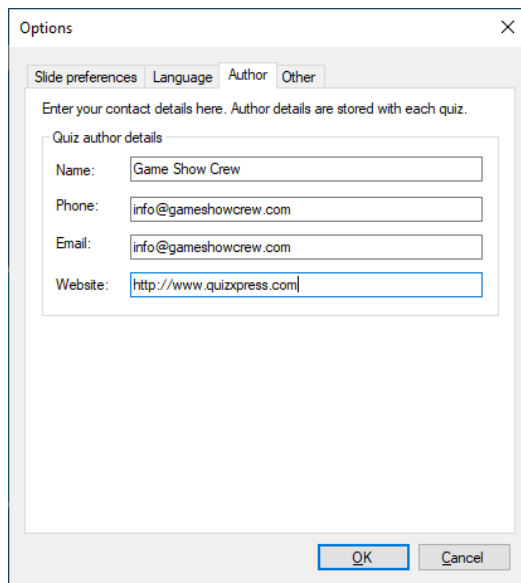 Options
Slide preferences Language Author Other
Enter your contact details here. Author details are stored with each quiz.
Quiz author details
Name: Game Show Crew
Phone: info@gameshowcrew.com
Email: info@gameshowcrew.com
Website: http://www.quizxpress.com
OK Cancel